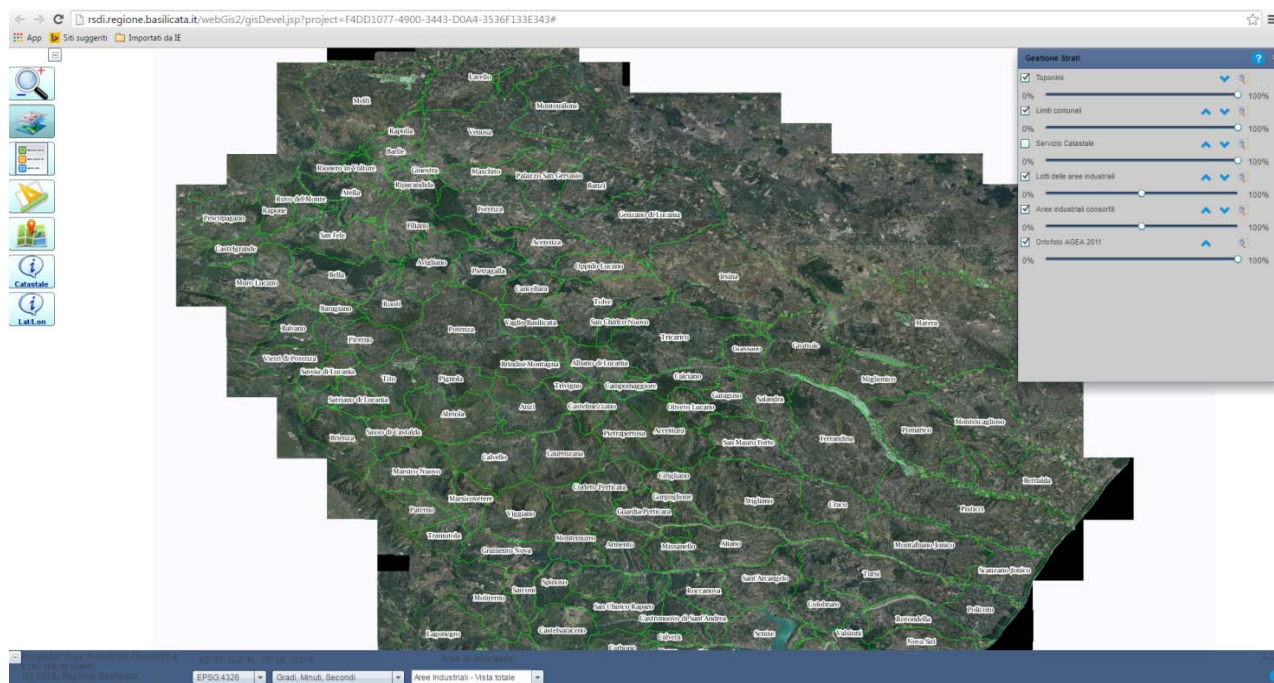 rsdi.regione.basilicata.it/webGis2/gisDevel.jsp?project=F4DD1077-4900-3443-D0A4-3536F133E343#
App Siti suggeriti Importati da IE
Gestione Strati ?
Toponimi
0% 100%
Limiti comunali
0% 100%
Servizio Catastale
0% 100%
Lotti delle aree industriali
0% 100%
Aree industriali consortili
0% 100%
Ortofoto AGEA 2011
0% 100%
Catastale
Lat/Lon
Lavello
Melfi
Montemilone
Rapolla
Venosa
Barile
Rionero in Vulture
Ginestra
Maschito
Palazzo San Gervasio
Ripacandida
Banzi
Atella
Ruvo del Monte
Rapone
Forenza
Genzano di Lucania
Pescopagano
Filiano
San Fele
Castelgrande
Acerenza
Avigliano
Pietragalla
Oppido Lucano
Bella
Irsina
Muro Lucano
Cancellara
Ruoti
Tolve
Baragiano
Vaglio Basilicata
San Chirico Nuovo
Matera
Balvano
Potenza
Picerno
Tricarico
Grassano
Grottole
Vietri di Potenza
Brindisi Montagna
Albano di Lucania
Savoia di Lucania
Tito
Pignola
Calciano
Miglionico
Trivigno
Campomaggiore
Satriano di Lucania
Garaguso
Salandra
Anzi
Castelmezzano
Oliveto Lucano
Abriola
Montescaglioso
Sasso di Castalda
Brienza
Pietrapertosa
Accettura
Pomarico
San Mauro Forte
Ferrandina
Calvello
Laurenzana
Marsico Nuovo
Cirigliano
Bernalda
Corleto Perticara
Marsicovetere
Gorgoglione
Stigliano
Craco
Paterno
Viggiano
Guardia Perticara
Pisticci
Tramutola
Montemurro
Armento
Missanello
Aliano
Montalbano Jonico
Grumento Nova
Scanzano Jonico
Tursi
Spinoso
Sant'Arcangelo
Sarconi
Moliterno
Roccanova
San Chirico Raparo
Colobraro
Policoro
Castronuovo di Sant'Andrea
Rotondella
Lagonegro
Castelsaraceno
Calvera
Senise
Valsinni
Nova Siri
Carbone
EPSG:4326 Gradi, Minuti, Secondi Aree Industriali - Vista totale